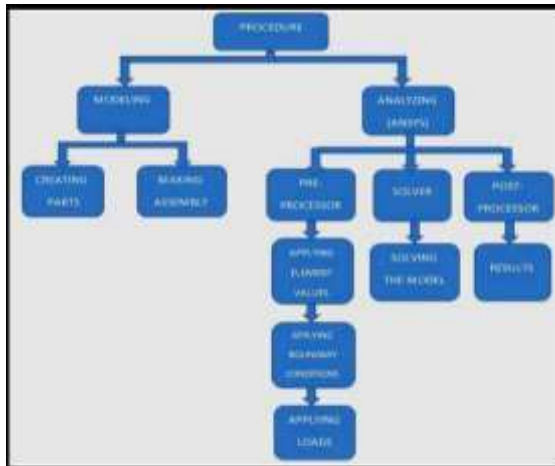 PROCEDURE
MODELING
ANALYZING
(ANSYS)
CREATING
PARTS
MAKING
ASSEMBLY
PRE-
PROCESSOR
SOLVER
POST-
PROCESSOR
APPLYING
ELEMENT
VALUES
SOLVING
THE MODEL
RESULTS
APPLYING
BOUNDARY
CONDITIONS
APPLYING
LOADS